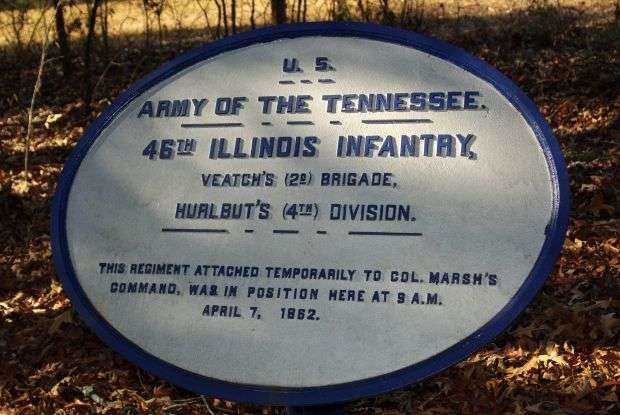 U. S.
ARMY OF THE TENNESSEE.
46TH ILLINOIS INFANTRY,
VEATCH'S (2D) BRIGADE,
HURLBUT'S (4TH) DIVISION.
THIS REGIMENT ATTACHED TEMPORARILY TO COL. MARSH'S
COMMAND, WAS IN POSITION HERE AT 9 A.M.
APRIL 7, 1862.